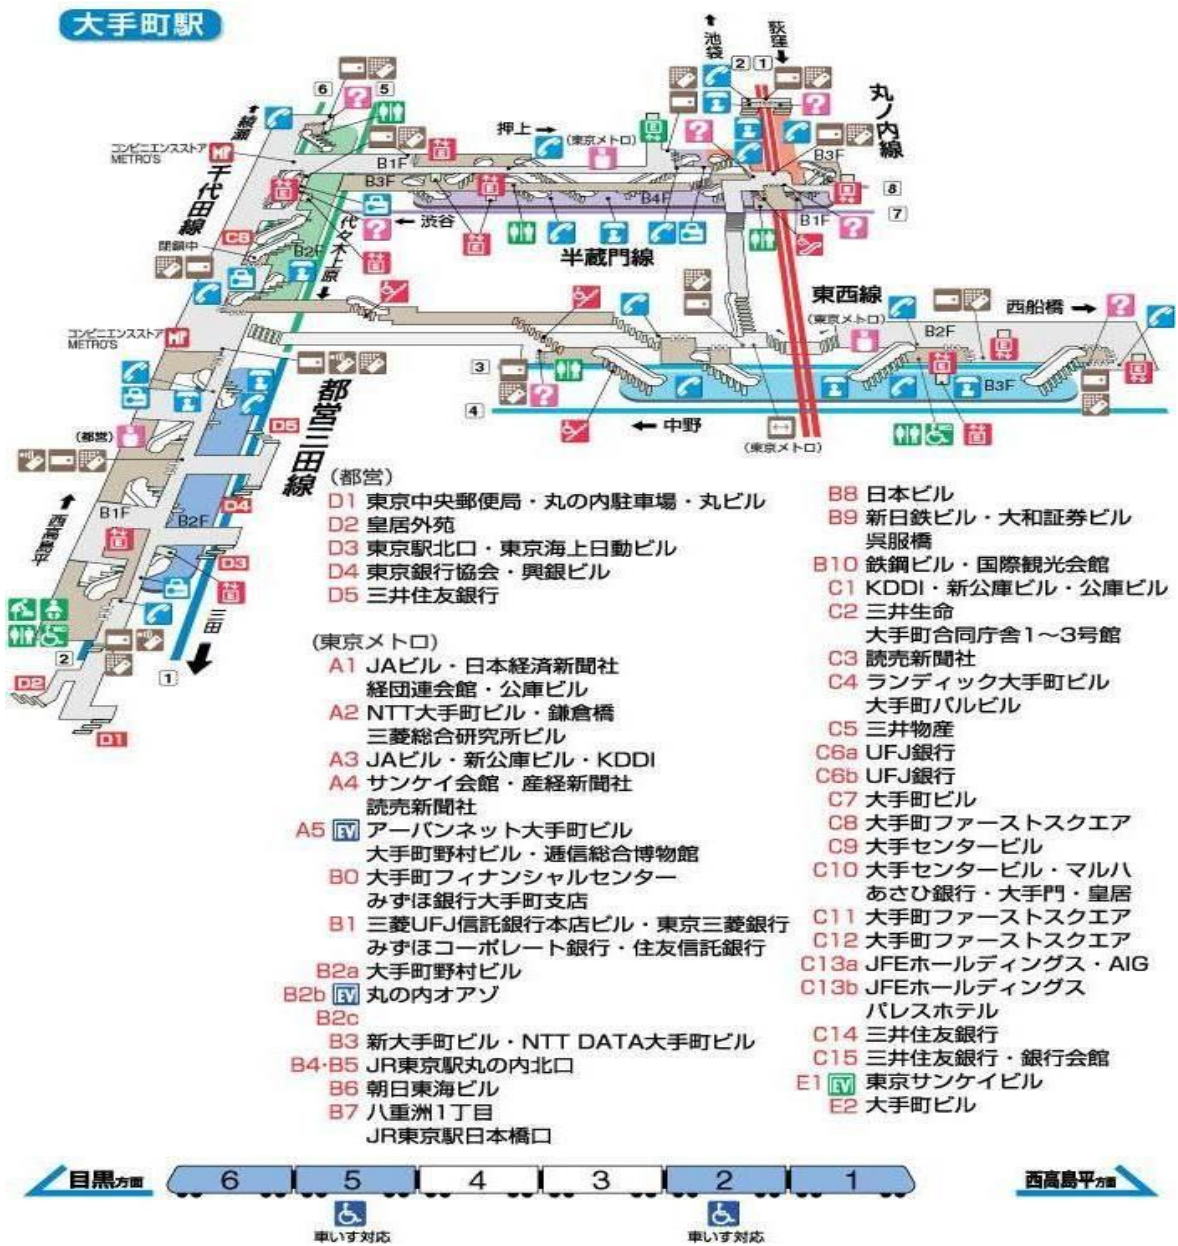 大手町駅
池袋
荻窪
2 1
丸ノ内線
6
5
綾瀬
押上
(東京メトロ)
コンビニエンスストア
METRO'S
千代田線
B1F
B3F
B3F
B4F
8
7
B1F
渋谷
代々木上原
半蔵門線
C8
閉鎖中
B2F
東西線
(東京メトロ)
西船橋
B2F
コンビニエンスストア
METRO'S
3
B3F
4
中野
(東京メトロ)
都営三田線
D5
(都営)
D4
B1F
B2F
西高島平
D3
三田
2
1
D2
D1
(都営)
D1 東京中央郵便局・丸の内駐車場・丸ビル
D2 皇居外苑
D3 東京駅北口・東京海上日動ビル
D4 東京銀行協会・興銀ビル
D5 三井住友銀行
(東京メトロ)
A1 JAビル・日本経済新聞社
経団連会館・公庫ビル
A2 NTT大手町ビル・鎌倉橋
三菱総合研究所ビル
A3 JAビル・新公庫ビル・KDDI
A4 サンケイ会館・産経新聞社
読売新聞社
A5 EV アーバンネット大手町ビル
大手町野村ビル・逓信総合博物館
B0 大手町フィナンシャルセンター
みずほ銀行大手町支店
B1 三菱UFJ信託銀行本店ビル・東京三菱銀行
みずほコーポレート銀行・住友信託銀行
B2a 大手町野村ビル
B2b EV 丸の内オアゾ
B2c
B3 新大手町ビル・NTT DATA大手町ビル
B4・B5 JR東京駅丸の内北口
B6 朝日東海ビル
B7 八重洲1丁目
JR東京駅日本橋口
B8 日本ビル
B9 新日鉄ビル・大和証券ビル
呉服橋
B10 鉄鋼ビル・国際観光会館
C1 KDDI・新公庫ビル・公庫ビル
C2 三井生命
大手町合同庁舎1～3号館
C3 読売新聞社
C4 ランディック大手町ビル
大手町パルビル
C5 三井物産
C6a UFJ銀行
C6b UFJ銀行
C7 大手町ビル
C8 大手町ファーストスクエア
C9 大手センタービル
C10 大手センタービル・マルハ
あさひ銀行・大手門・皇居
C11 大手町ファーストスクエア
C12 大手町ファーストスクエア
C13a JFEホールディングス・AIG
C13b JFEホールディングス
パレスホテル
C14 三井住友銀行
C15 三井住友銀行・銀行会館
E1 EV 東京サンケイビル
E2 大手町ビル
目黒方面
6 5 4 3 2 1
西高島平方面
車いす対応
車いす対応